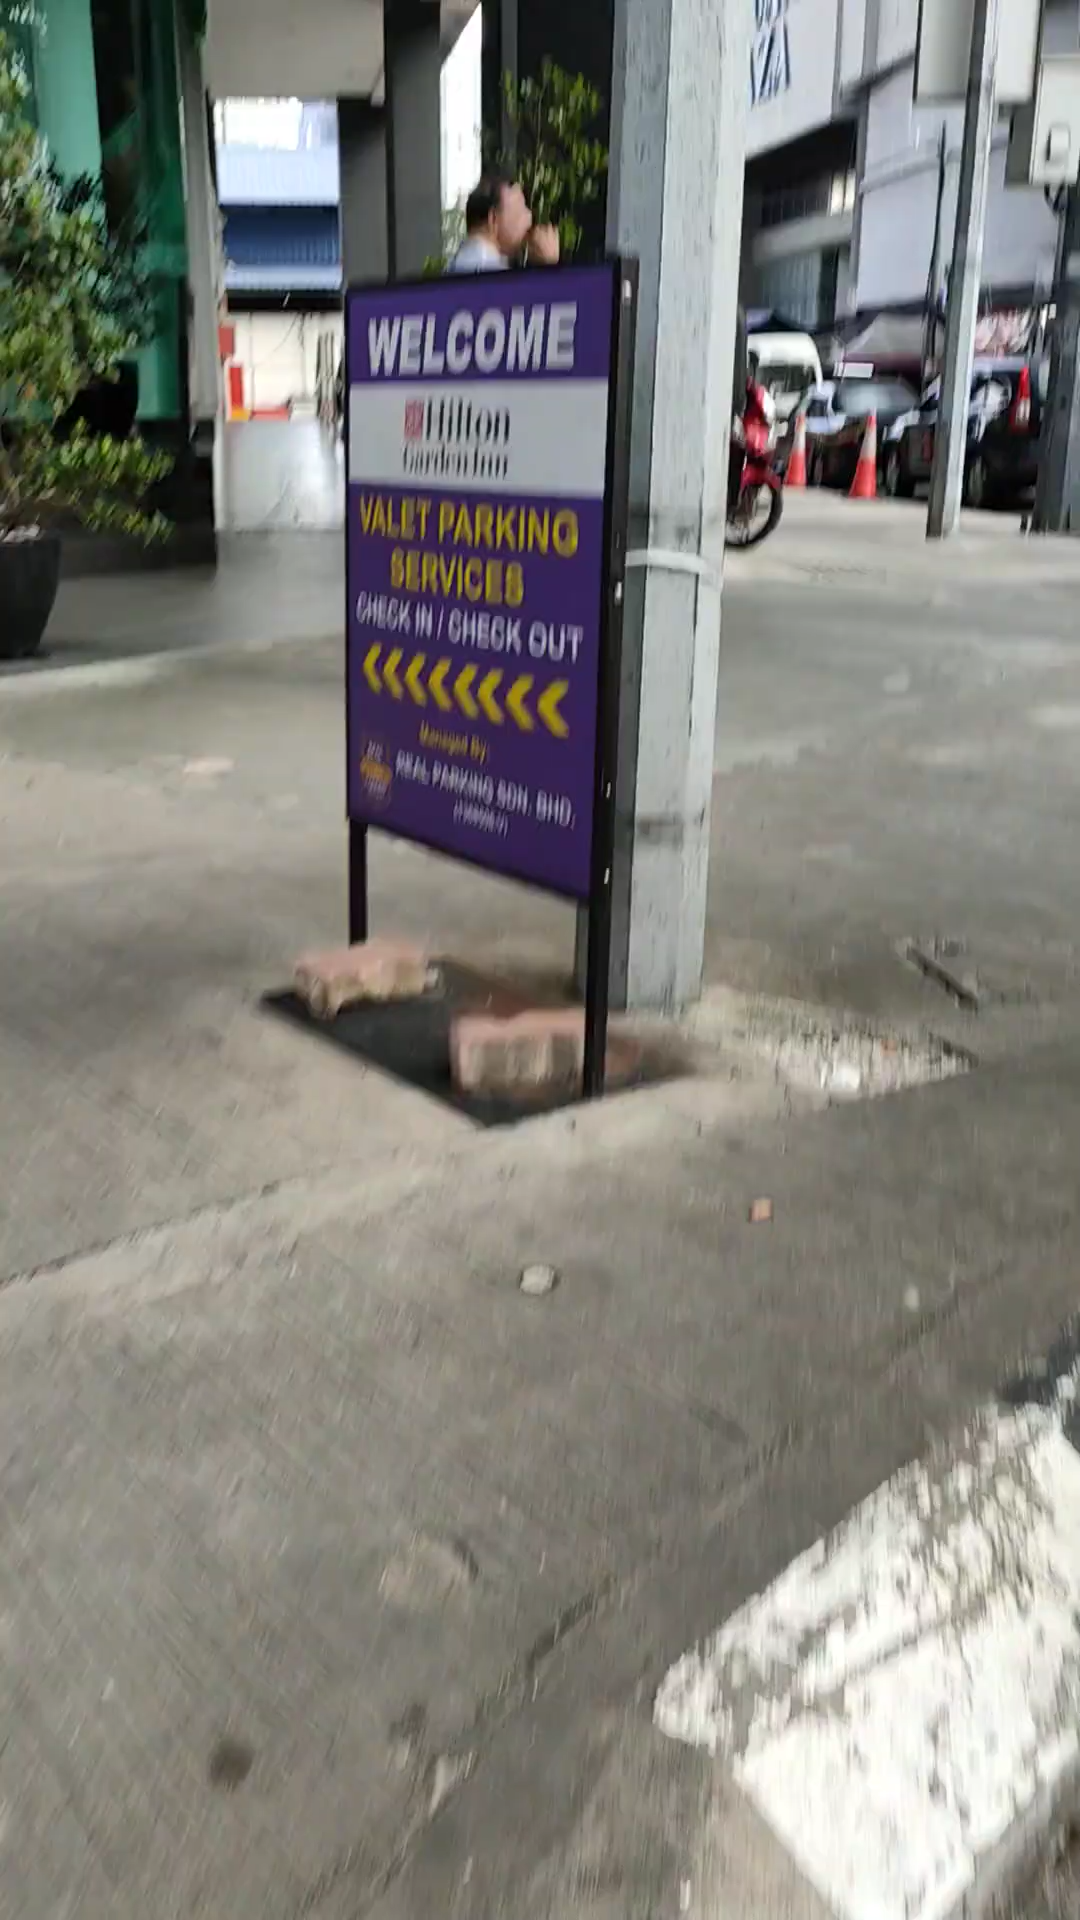 WELCOME
Hilton
Garden Inn
VALET PARKING
SERVICES
CHECK IN / CHECK OUT
Managed By:
REAL PARKING SDN. BHD.